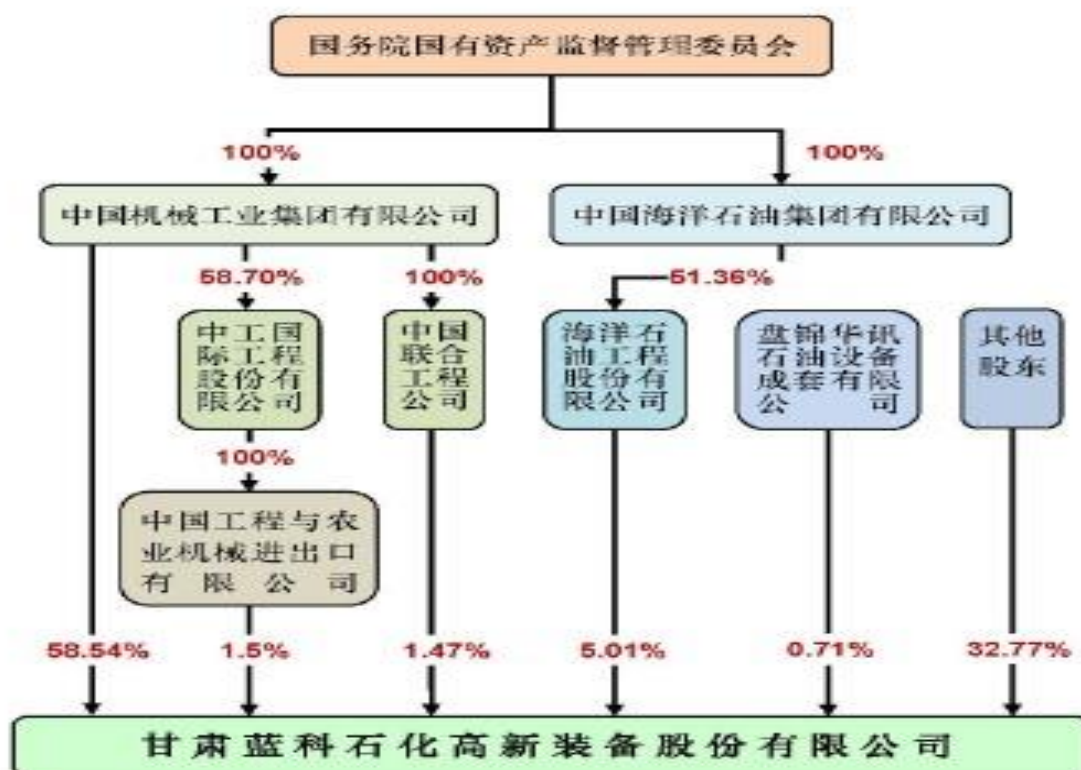 国务院国有资产监督管理委员会
100%
100%
中国机械工业集团有限公司
中国海洋石油集团有限公司
58.70%
100%
51.36%
中工国
际工程
股份有
限公司
中国
联合
工程
公司
海洋石
油工程
股份有
限公司
盘锦华讯
石油设备
成套有限
公司
其他
股东
100%
中国工程与农
业机械进出口
有限公司
58.54%
1.5%
1.47%
5.01%
0.71%
32.77%
甘肃蓝科石化高新装备股份有限公司